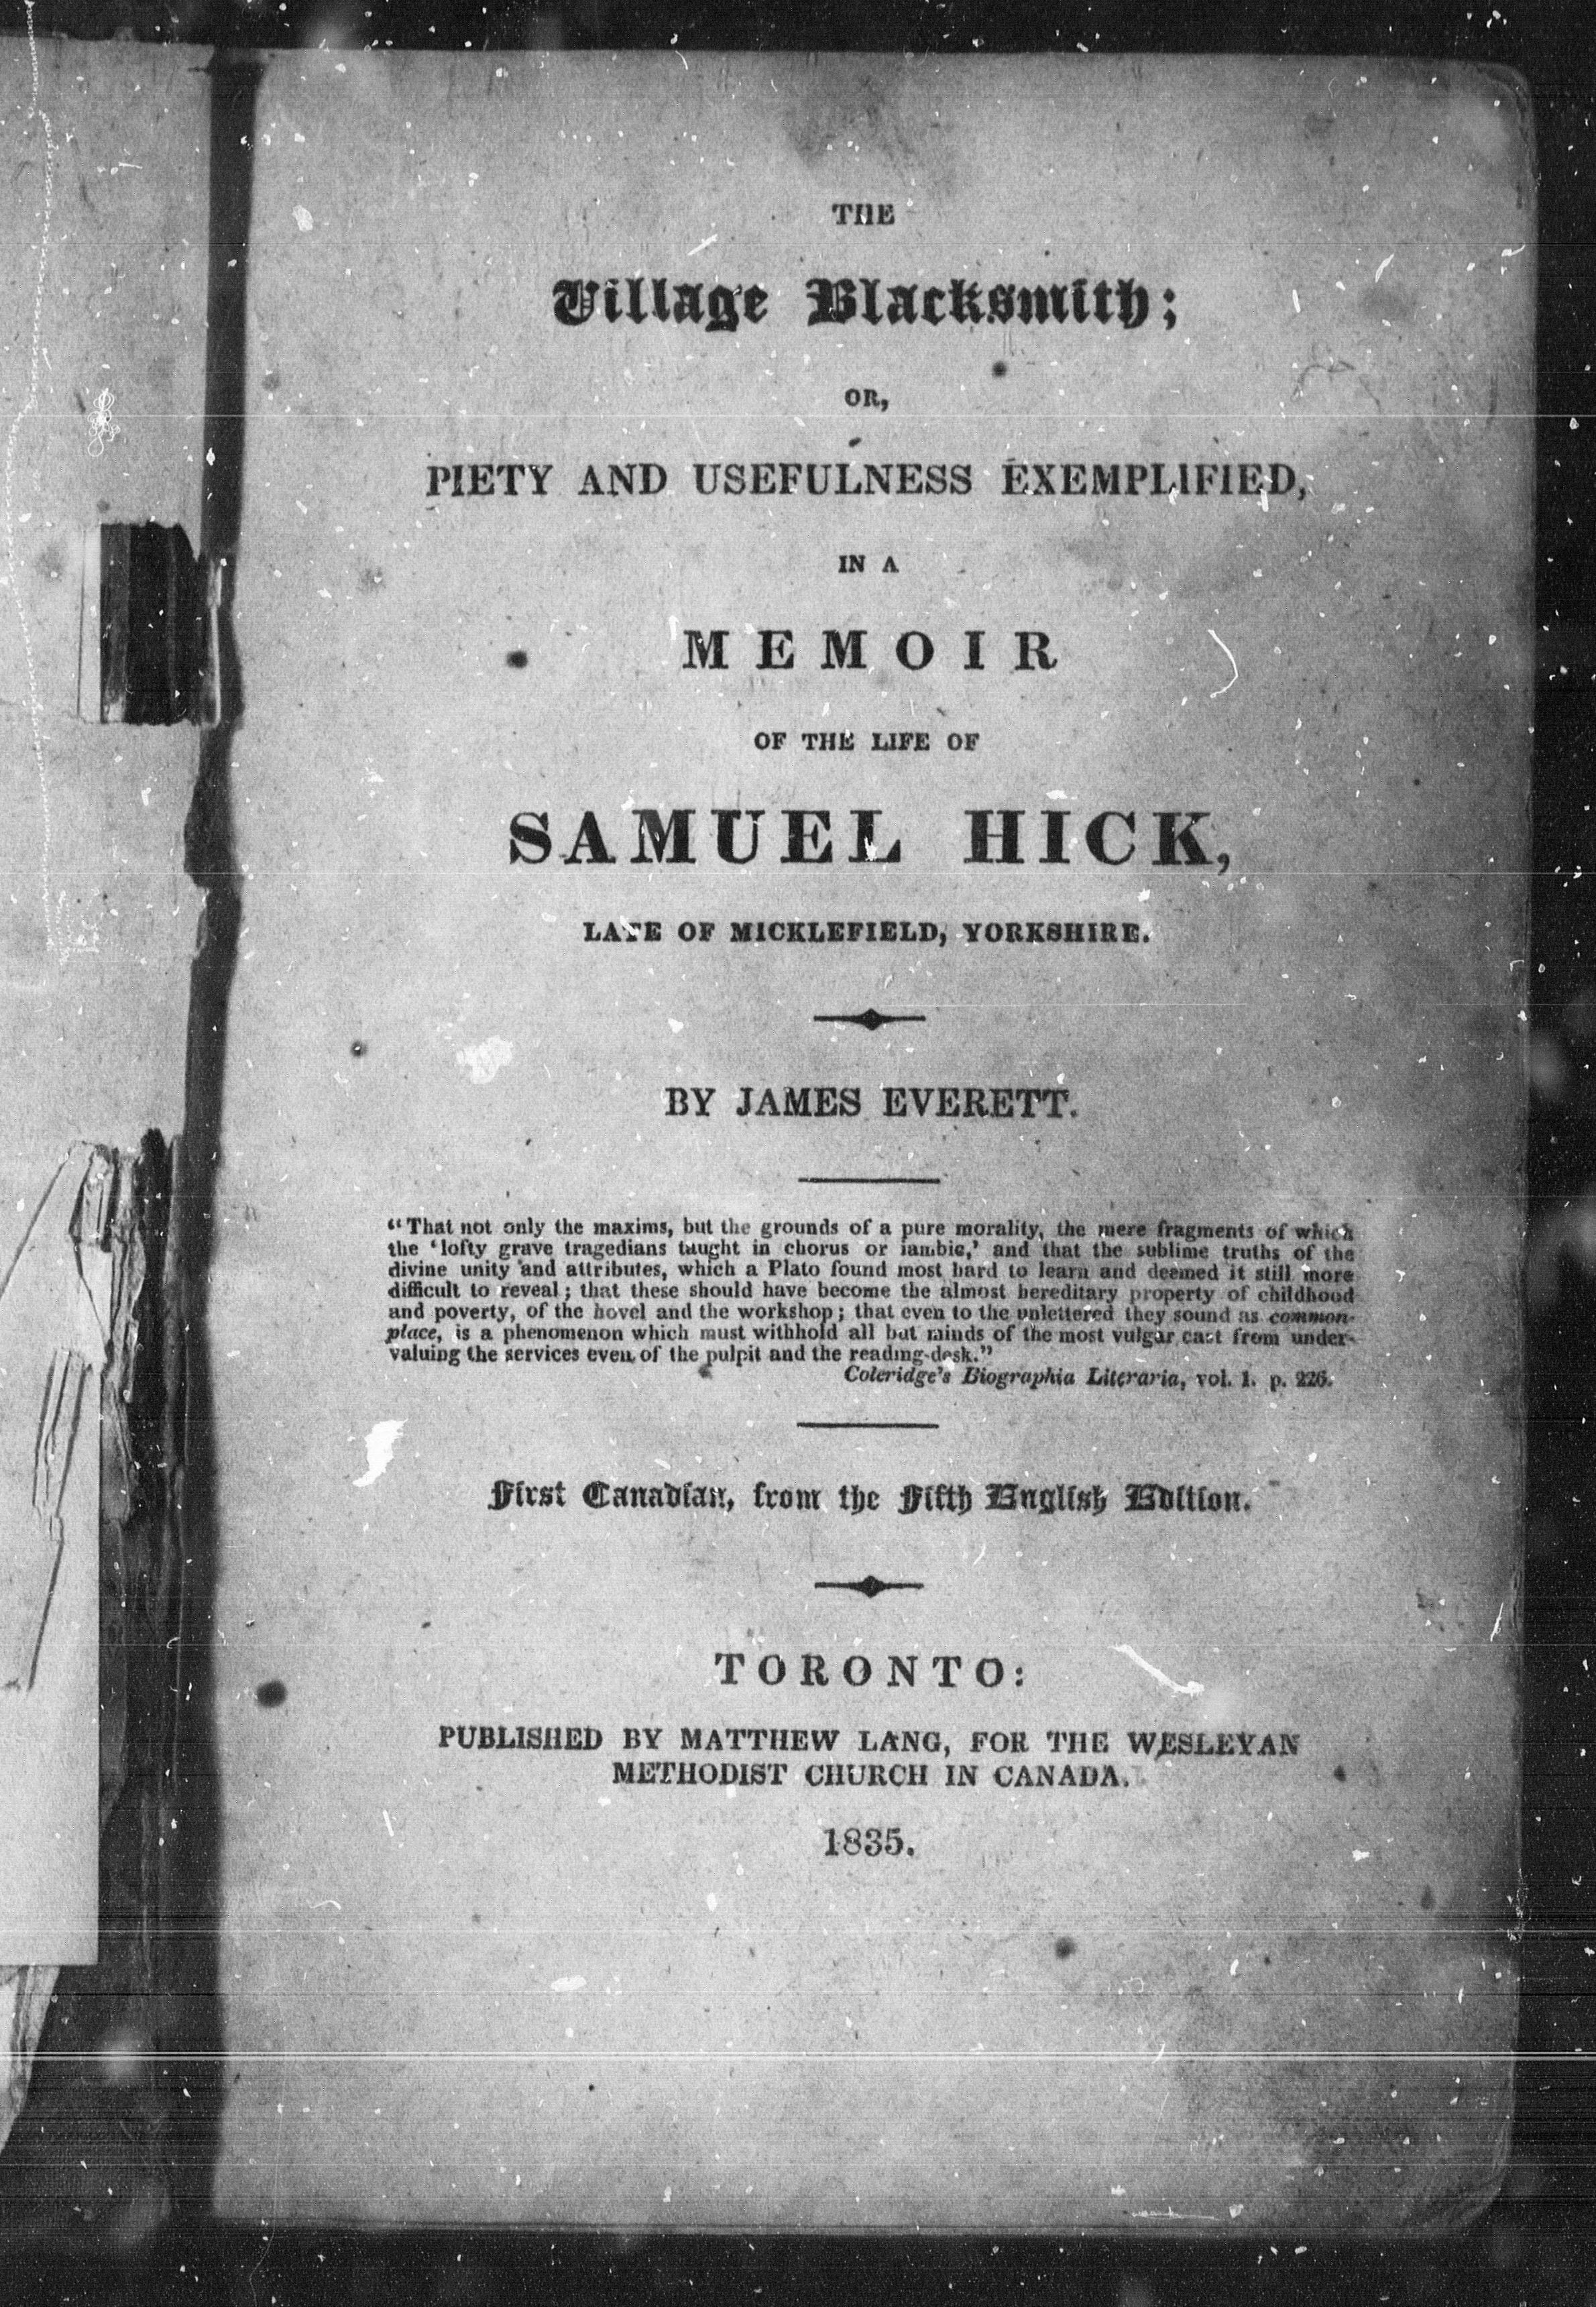 THE
Village Blacksmith;
OR,
PIETY AND USEFULNESS EXEMPLIFIED,
IN A
MEMOIR
OF THE LIFE OF
SAMUEL HICK,
LATE OF MICKLEFIELD, YORKSHIRE.
BY JAMES EVERETT.
"That not only the maxims, but the grounds of a pure morality, the mere fragments of which
the 'lofty grave tragedians taught in chorus or iambic,' and that the sublime truths of the
divine unity and attributes, which a Plato found most hard to learn and deemed it still more
difficult to reveal; that these should have become the almost hereditary property of childhood
and poverty, of the hovel and the workshop; that even to the unlettered they sound as common-
place, is a phenomenon which must withhold all but minds of the most vulgar cast from under-
valuing the services even of the pulpit and the reading-desk."
Coleridge's Biographia Literaria, vol. 1. p. 226.
First Canadian, from the Fifth English Edition.
TORONTO:
PUBLISHED BY MATTHEW LANG, FOR THE WESLEYAN
METHODIST CHURCH IN CANADA.
1835.